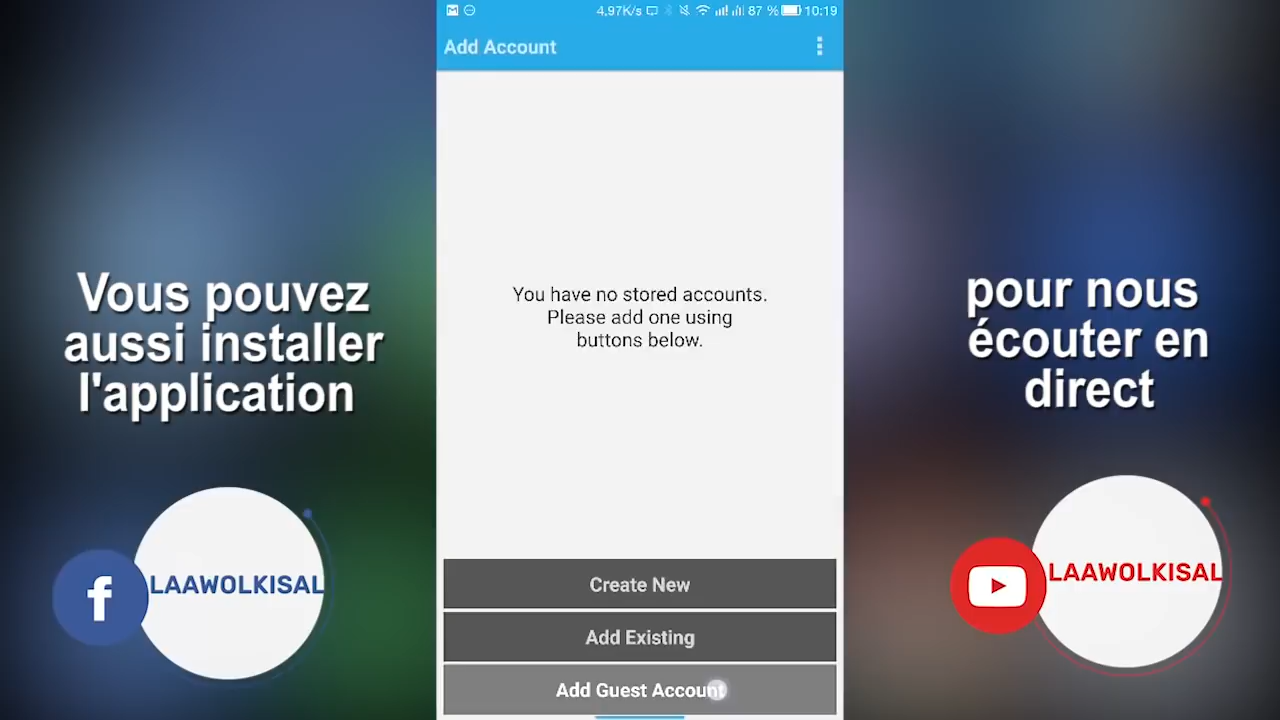 4,97K/s 87 % 10:19
Add Account
You have no stored accounts.
Please add one using
buttons below.
Create New
Add Existing
Add Guest Account
Vous pouvez
aussi installer
l'application
LAAWOLKISAL
pour nous
écouter en
direct
LAAWOLKISAL